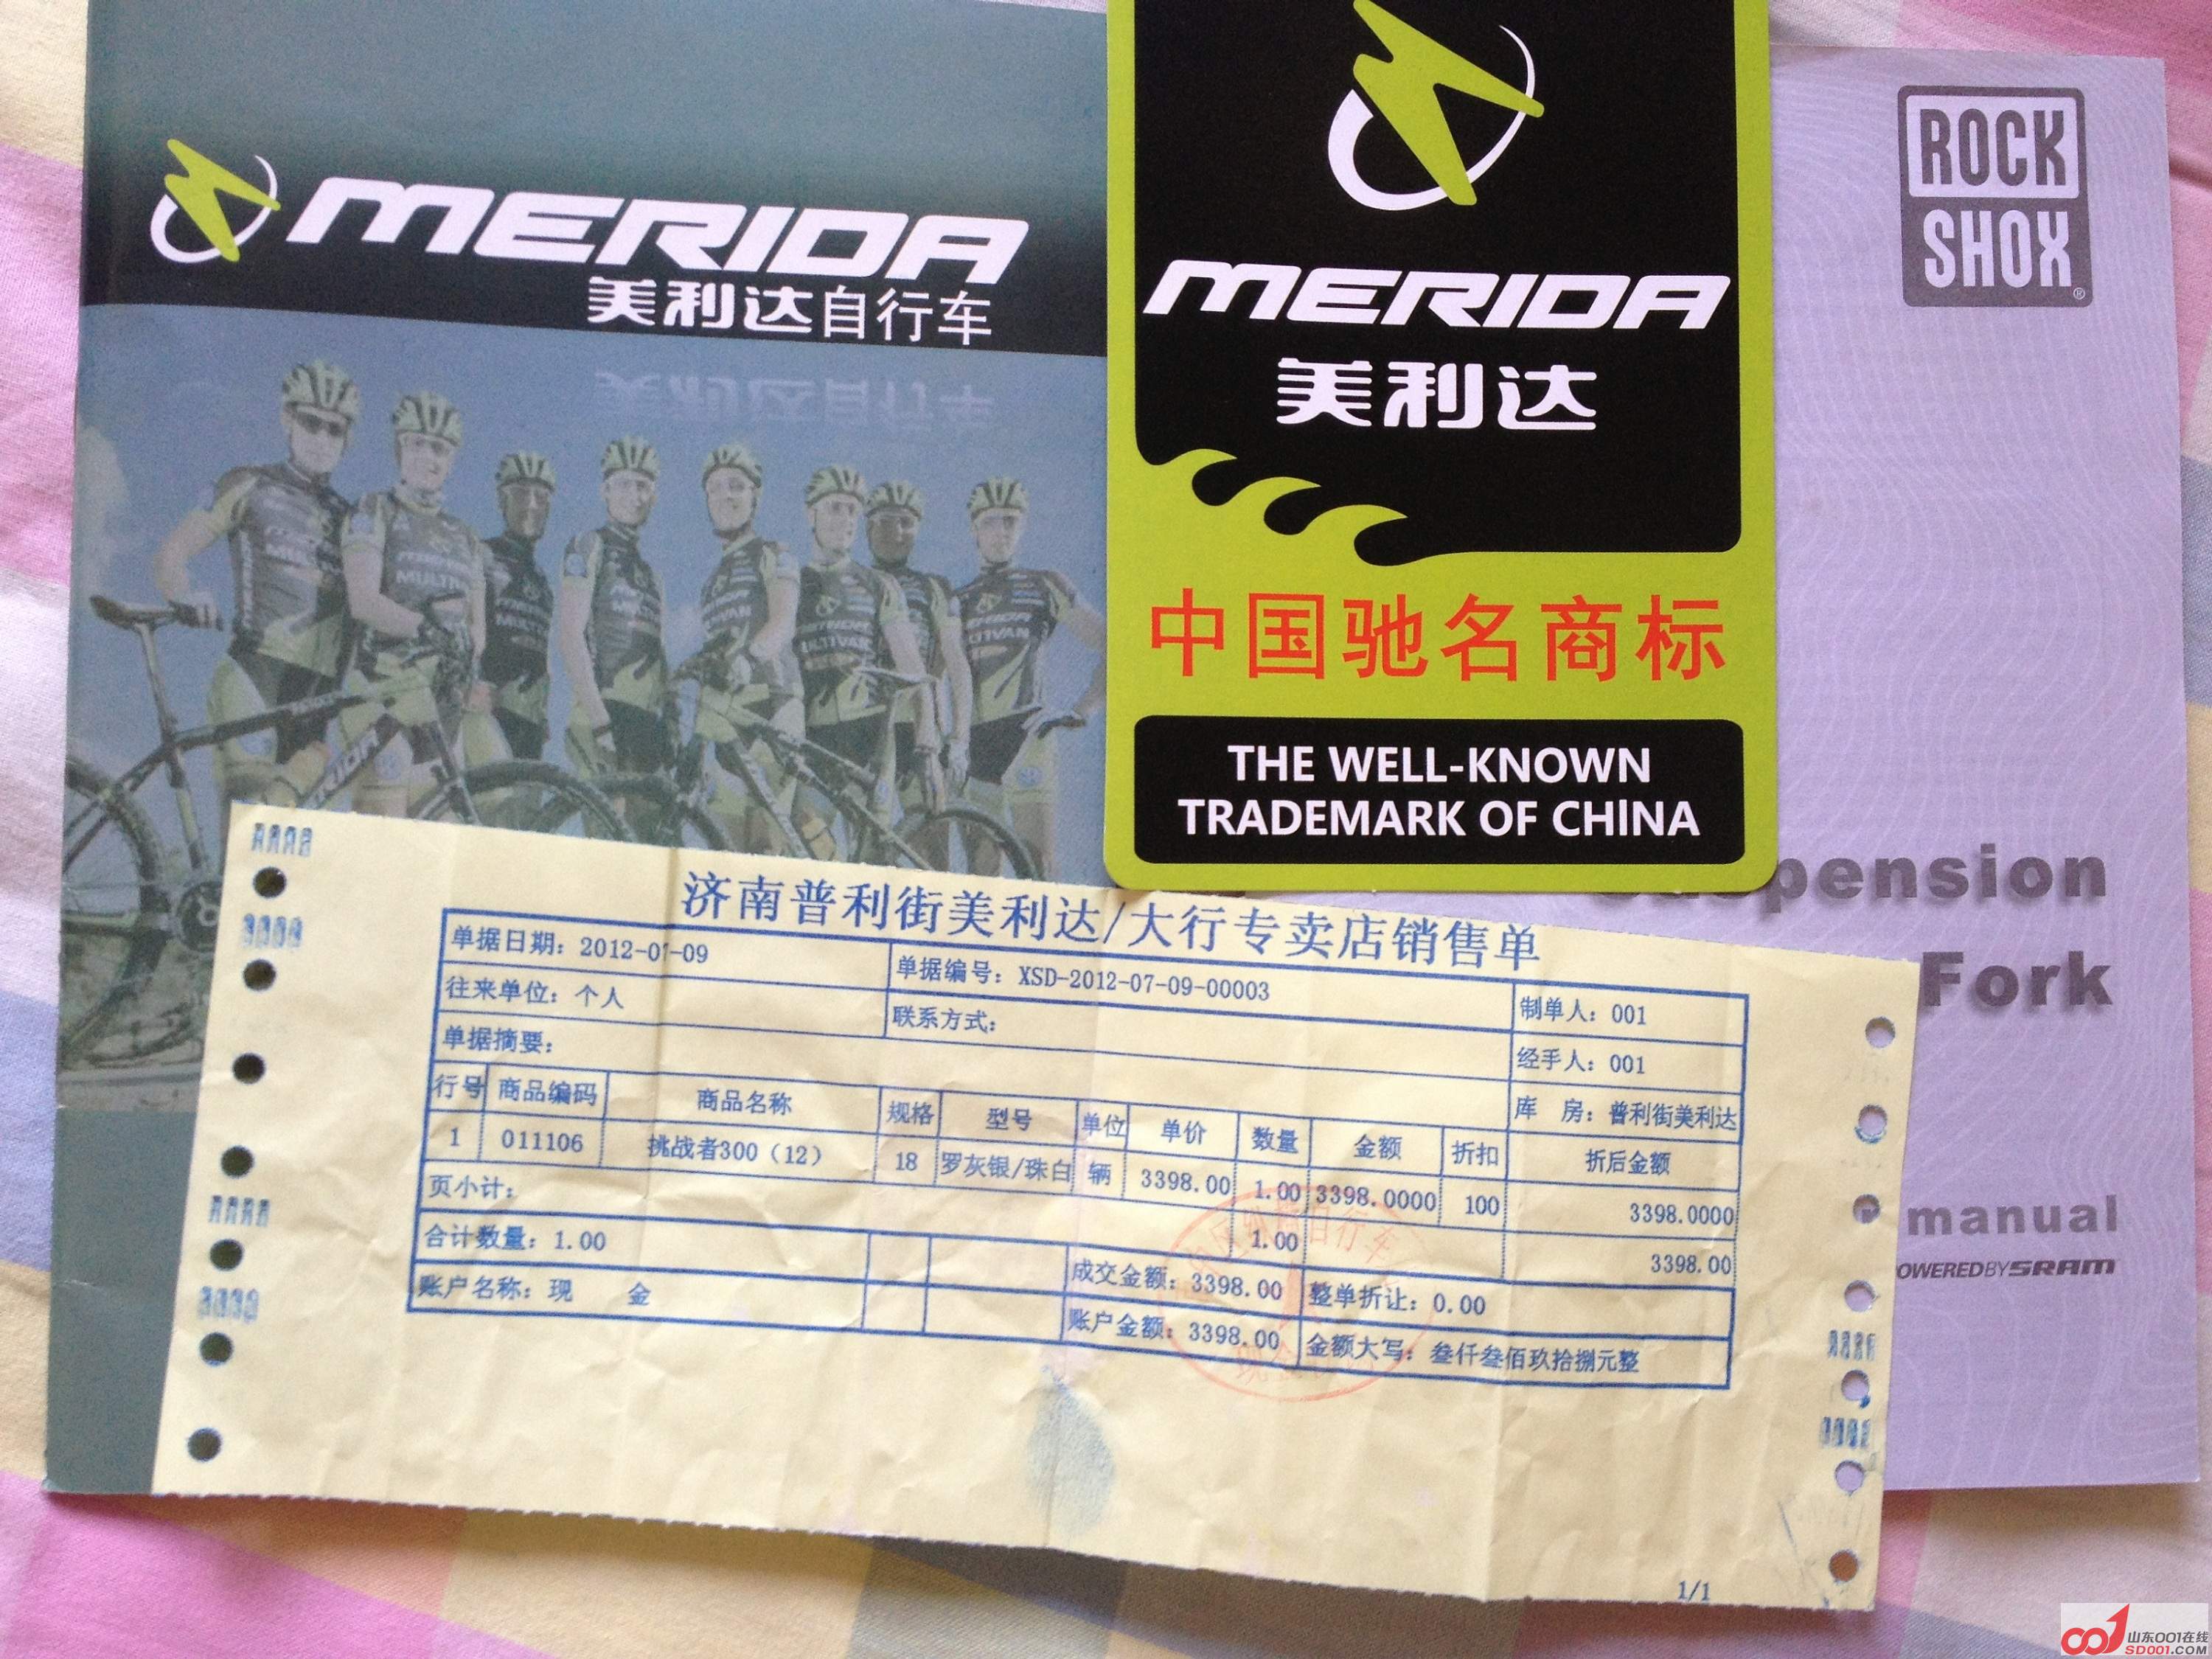 MERIDA
美利达自行车
MERIDA
美利达
中国驰名商标
THE WELL-KNOWN
TRADEMARK OF CHINA
ROCK
SHOX
Suspension
Fork
manual
POWERED BY SRAM
济南普利街美利达/大行专卖店销售单
单据日期：2012-07-09 单据编号：XSD-2012-07-09-00003 制单人：001
往来单位：个人 联系方式： 经手人：001
单据摘要： 库 房：普利街美利达
行号 商品编码 商品名称 规格 型号 单位 单价 数量 金额 折扣 折后金额
1 011106 挑战者300（12） 18 罗灰银/珠白 辆 3398.00 1.00 3398.0000 100 3398.0000
页小计： 1.00 3398.00
合计数量：1.00 成交金额：3398.00 整单折让：0.00
账户名称：现 金 账户金额：3398.00 金额大写：叁仟叁佰玖拾捌元整
1/1
001山东001在线
SD001.COM